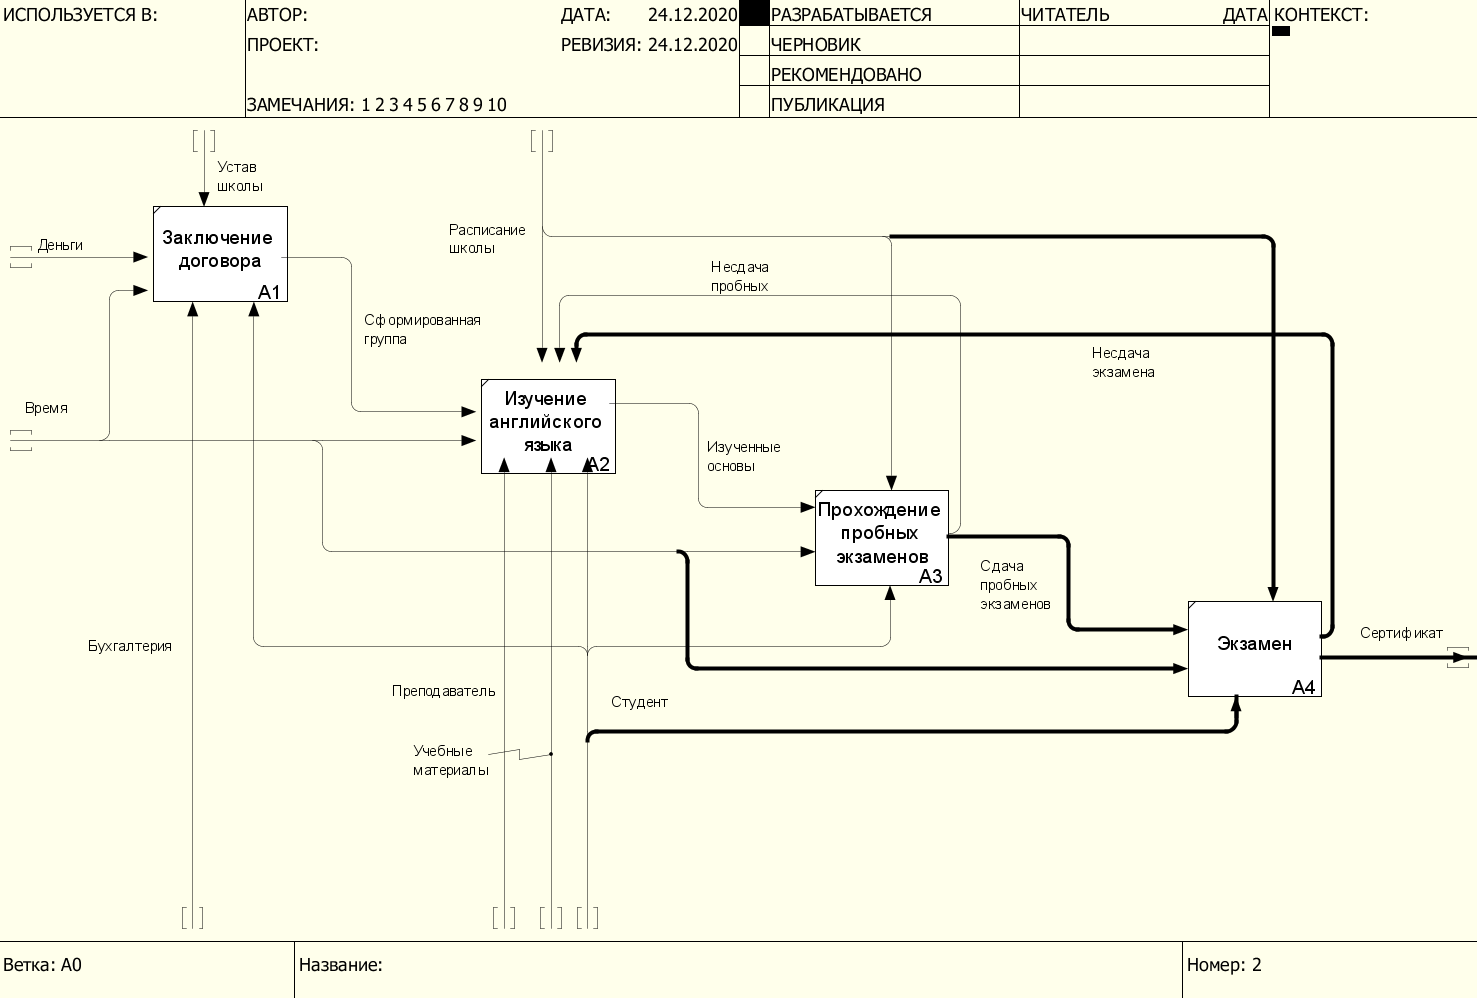 ИСПОЛЬЗУЕТСЯ В:
АВТОР:
ДАТА: 24.12.2020
РАЗРАБАТЫВАЕТСЯ
ЧИТАТЕЛЬ
ДАТА
КОНТЕКСТ:
ПРОЕКТ:
РЕВИЗИЯ: 24.12.2020
ЧЕРНОВИК
РЕКОМЕНДОВАНО
ЗАМЕЧАНИЯ: 1 2 3 4 5 6 7 8 9 10
ПУБЛИКАЦИЯ
Устав
школы
Расписание
школы
Деньги
Заключение
договора
A1
Несдача
пробных
Сформированная
группа
Несдача
экзамена
Время
Изучение
английского
языка
A2
Изученные
основы
Прохождение
пробных
экзаменов
A3
Сдача
пробных
экзаменов
Экзамен
A4
Сертификат
Бухгалтерия
Преподаватель
Студент
Учебные
материалы
Ветка: A0
Название:
Номер: 2